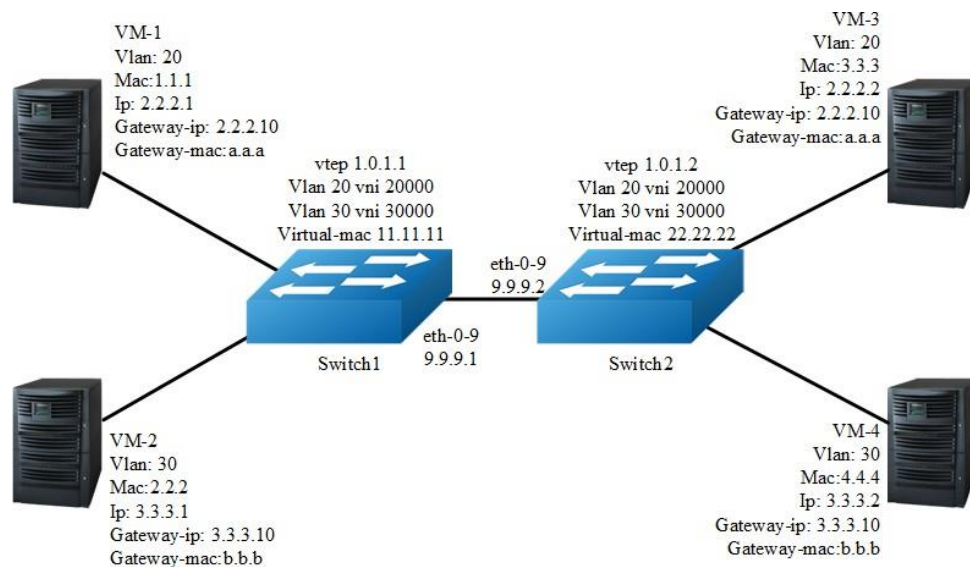 VM-1
Vlan: 20
Mac:1.1.1
Ip: 2.2.2.1
Gateway-ip: 2.2.2.10
Gateway-mac:a.a.a
VM-3
Vlan: 20
Mac:3.3.3
Ip: 2.2.2.2
Gateway-ip: 2.2.2.10
Gateway-mac:a.a.a
vtep 1.0.1.1
Vlan 20 vni 20000
Vlan 30 vni 30000
Virtual-mac 11.11.11
vtep 1.0.1.2
Vlan 20 vni 20000
Vlan 30 vni 30000
Virtual-mac 22.22.22
eth-0-9
9.9.9.2
eth-0-9
9.9.9.1
Switch1
Switch2
VM-2
Vlan: 30
Mac:2.2.2
Ip: 3.3.3.1
Gateway-ip: 3.3.3.10
Gateway-mac:b.b.b
VM-4
Vlan: 30
Mac:4.4.4
Ip: 3.3.3.2
Gateway-ip: 3.3.3.10
Gateway-mac:b.b.b